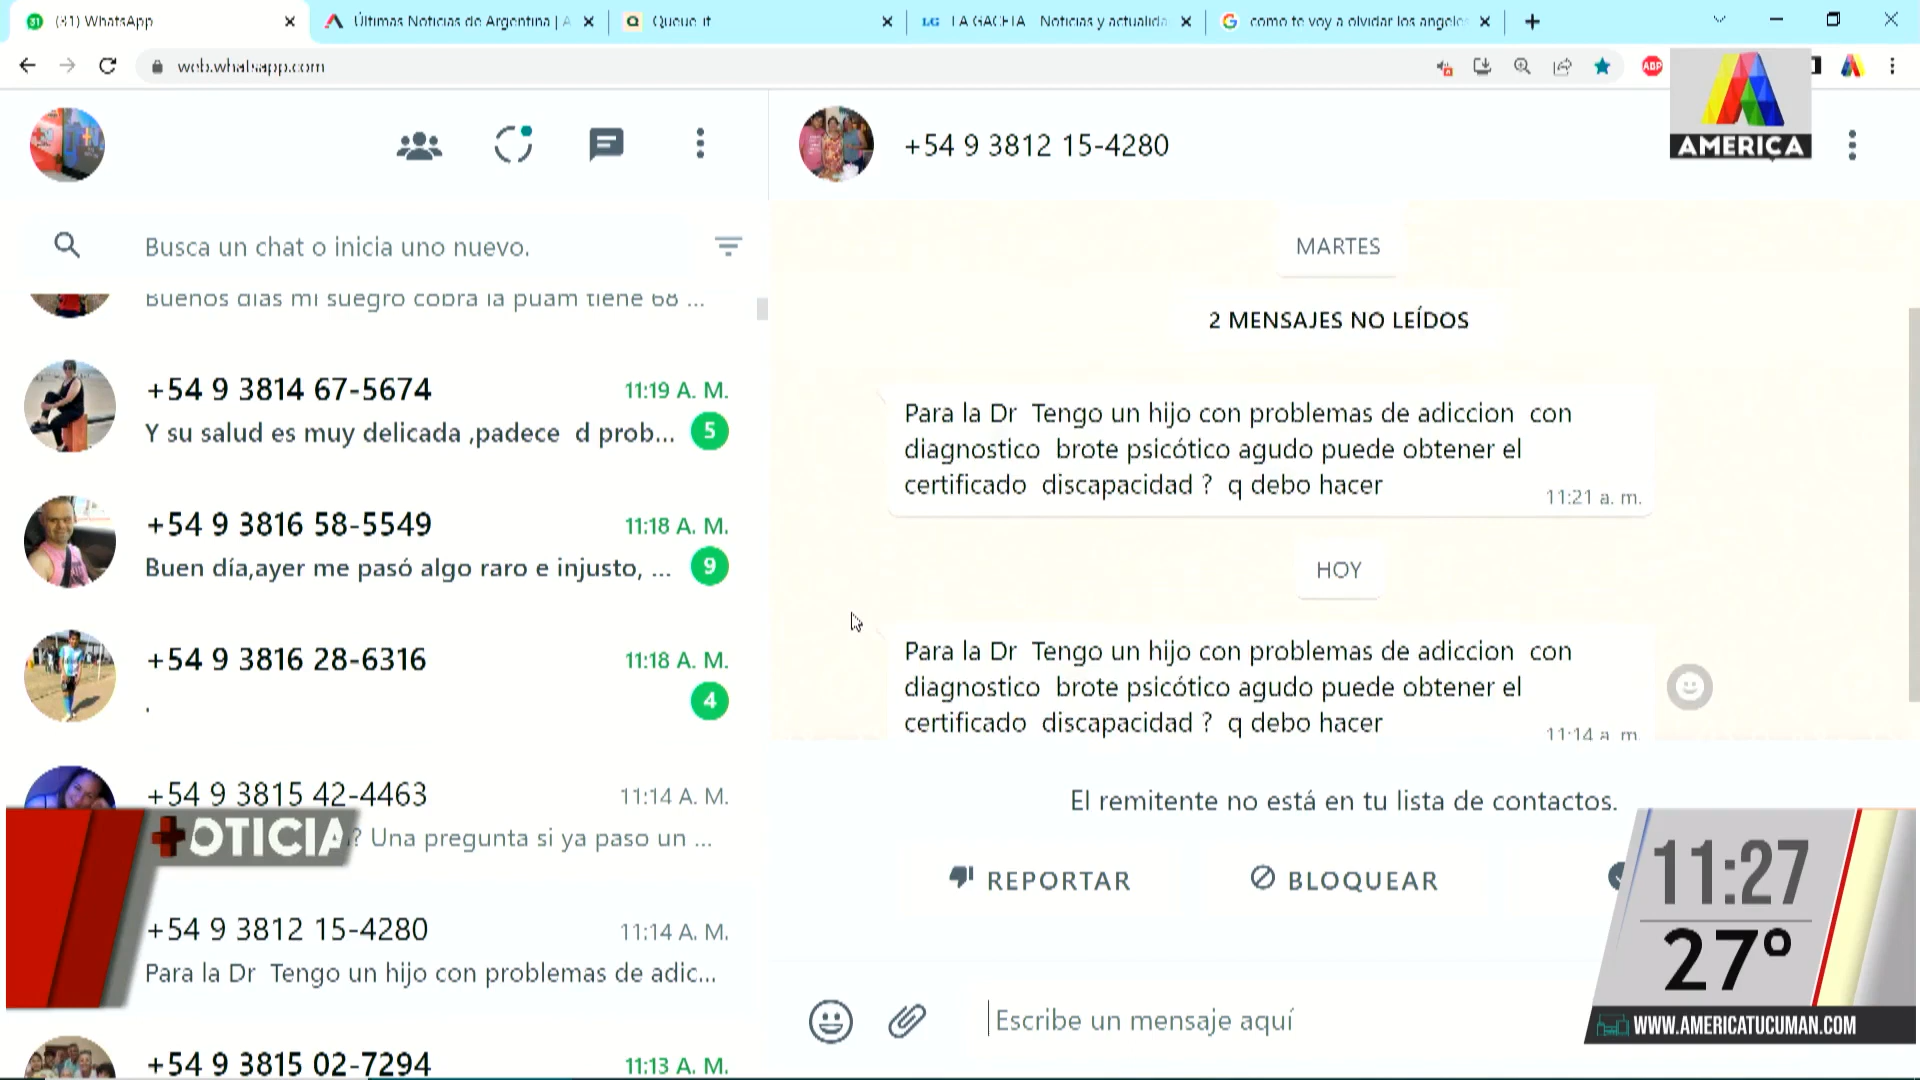 (31) WhatsApp
Últimas Noticias de Argentina | A
Queue it
LG LA GACETA Noticias y actualida
como te voy a olvidar los angele
web.whatsapp.com
ABP
AMERICA
+54 9 3812 15-4280
Busca un chat o inicia uno nuevo.
Buenos días mi suegro cobra la puam tiene 68 ...
+54 9 3814 67-5674
11:19 A. M.
Y su salud es muy delicada ,padece d prob...
5
+54 9 3816 58-5549
11:18 A. M.
Buen día,ayer me pasó algo raro e injusto, ...
9
+54 9 3816 28-6316
11:18 A. M.
.
4
+54 9 3815 42-4463
11:14 A. M.
? Una pregunta si ya paso un ...
+54 9 3812 15-4280
11:14 A. M.
Para la Dr Tengo un hijo con problemas de adic...
+54 9 3815 02-7294
11:13 A. M.
MARTES
2 MENSAJES NO LEÍDOS
Para la Dr Tengo un hijo con problemas de adiccion con
diagnostico brote psicótico agudo puede obtener el
certificado discapacidad ? q debo hacer
11:21 a. m.
HOY
Para la Dr Tengo un hijo con problemas de adiccion con
diagnostico brote psicótico agudo puede obtener el
certificado discapacidad ? q debo hacer
11:14 a. m.
El remitente no está en tu lista de contactos.
REPORTAR
BLOQUEAR
Escribe un mensaje aquí
+OTICIA
11:27
27º
WWW.AMERICATUCUMAN.COM